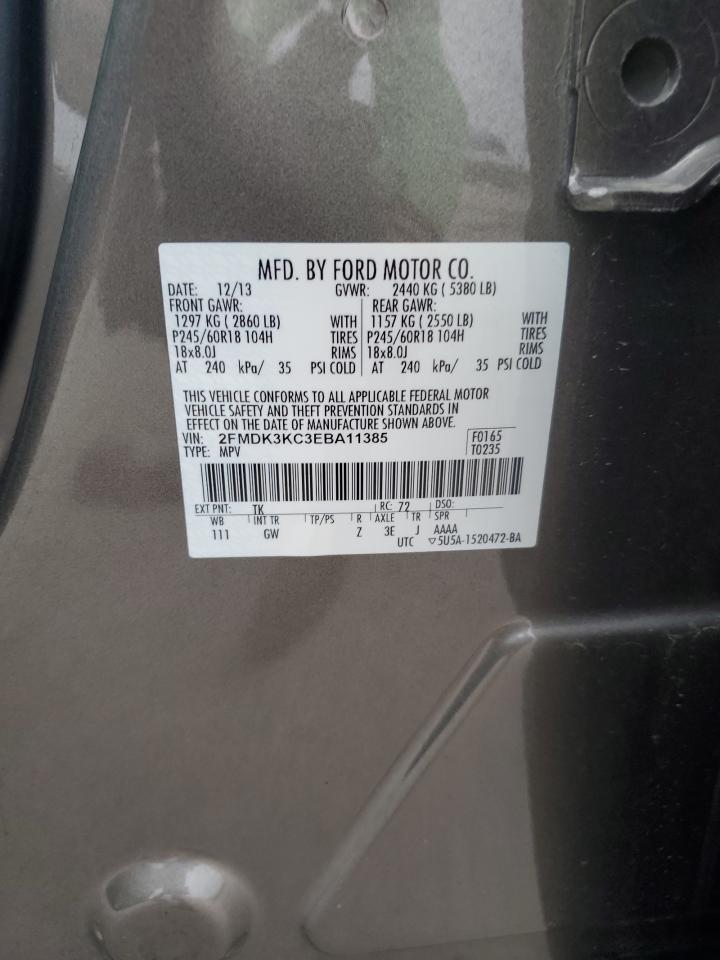 MFD. BY FORD MOTOR CO.
DATE: 12/13 GVWR: 2440 KG ( 5380 LB)
FRONT GAWR: REAR GAWR:
1297 KG ( 2860 LB) WITH 1157 KG ( 2550 LB) WITH
P245/60R18 104H TIRES P245/60R18 104H TIRES
18x8.0J RIMS 18x8.0J RIMS
AT 240 kPa/ 35 PSI COLD AT 240 kPa/ 35 PSI COLD
THIS VEHICLE CONFORMS TO ALL APPLICABLE FEDERAL MOTOR
VEHICLE SAFETY AND THEFT PREVENTION STANDARDS IN
EFFECT ON THE DATE OF MANUFACTURE SHOWN ABOVE.
VIN: 2FMDK3KC3EBA11385 F0165
TYPE: MPV T0235
EXT PNT: TK RC: 72 DSO:
WB INT TR TP/PS R AXLE TR SPR
111 GW Z 3E J AAAA
UTC ▽5U5A-1520472-BA